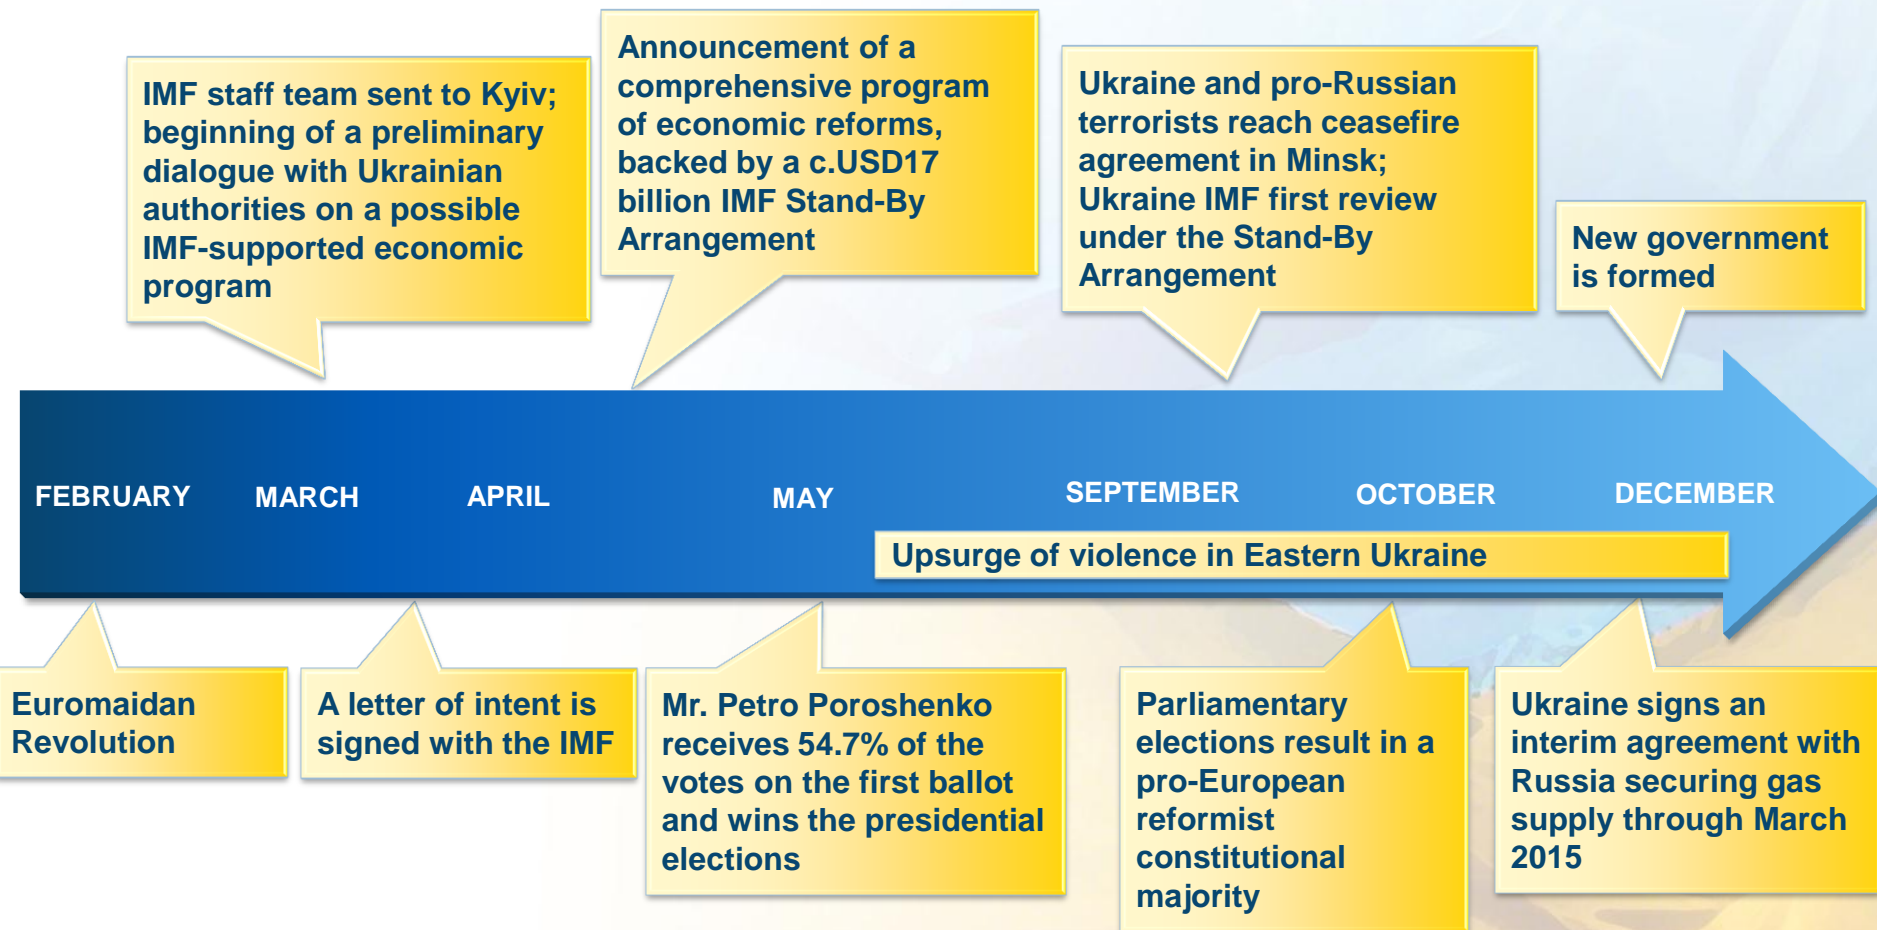 IMF staff team sent to Kyiv;
beginning of a preliminary
dialogue with Ukrainian
authorities on a possible
IMF-supported economic
program
Announcement of a
comprehensive program
of economic reforms,
backed by a c.USD17
billion IMF Stand-By
Arrangement
Ukraine and pro-Russian
terrorists reach ceasefire
agreement in Minsk;
Ukraine IMF first review
under the Stand-By
Arrangement
New government
is formed
FEBRUARY
MARCH
APRIL
MAY
SEPTEMBER
OCTOBER
DECEMBER
Upsurge of violence in Eastern Ukraine
Euromaidan
Revolution
A letter of intent is
signed with the IMF
Mr. Petro Poroshenko
receives 54.7% of the
votes on the first ballot
and wins the presidential
elections
Parliamentary
elections result in a
pro-European
reformist
constitutional
majority
Ukraine signs an
interim agreement with
Russia securing gas
supply through March
2015